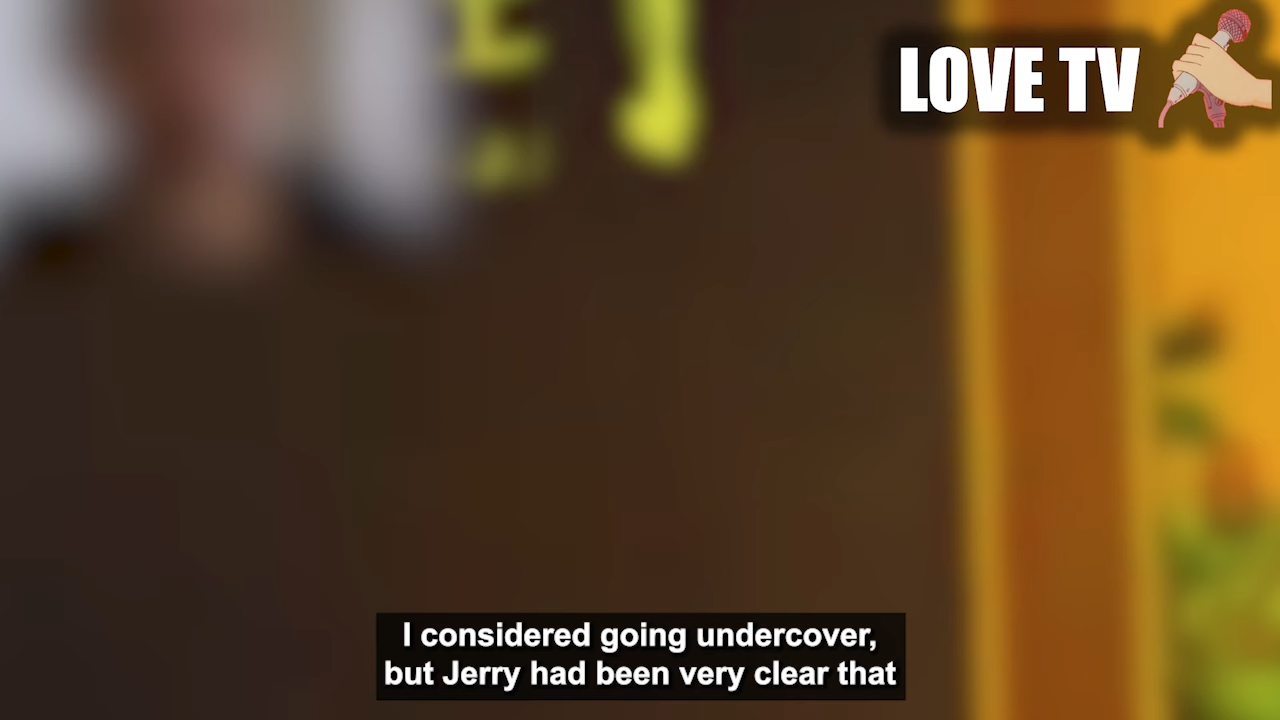 LOVE TV
I considered going undercover,
but Jerry had been very clear that